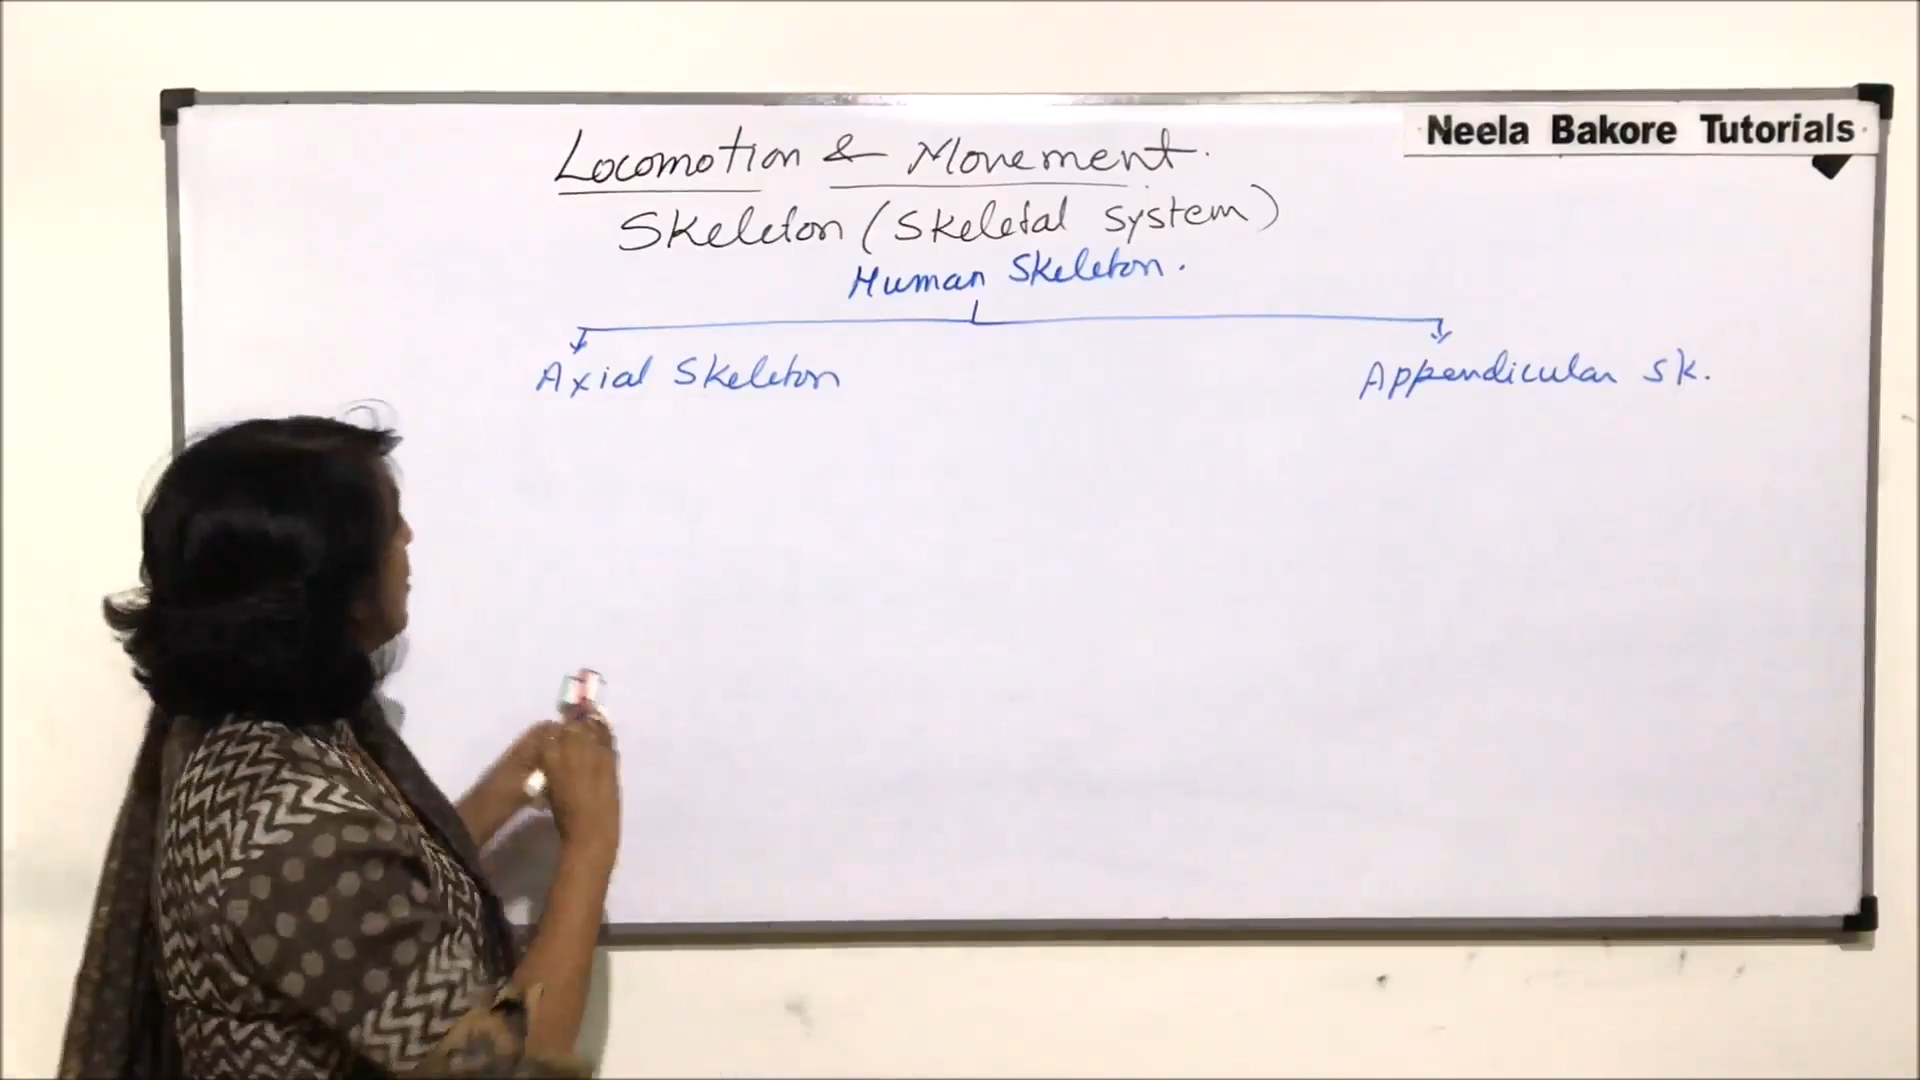 Neela Bakore Tutorials
Locomotion & Movement.
Skeleton (Skeletal System)
Human Skeleton.
Axial Skeleton
Appendicular Sk.